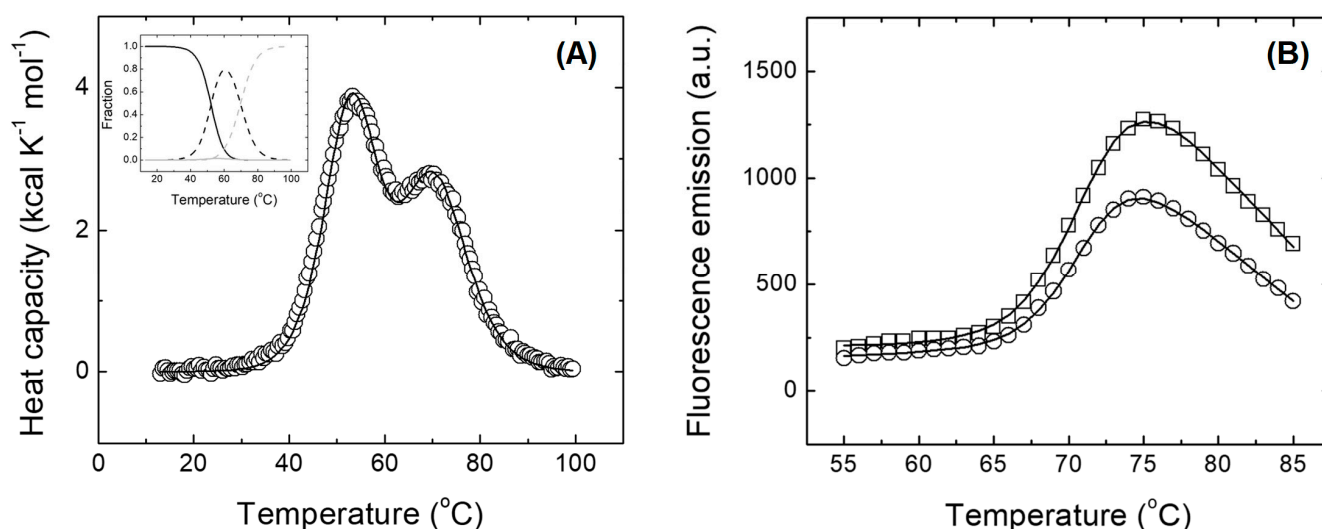 (A)
Heat capacity (kcal K⁻¹ mol⁻¹)
4
2
0
0 20 40 60 80 100
Temperature (°C)
Fraction
1.0
0.8
0.6
0.4
0.2
0.0
20 40 60 80 100
Temperature (°C)
(B)
Fluorescence emission (a.u.)
1500
1000
500
0
55 60 65 70 75 80 85
Temperature (°C)